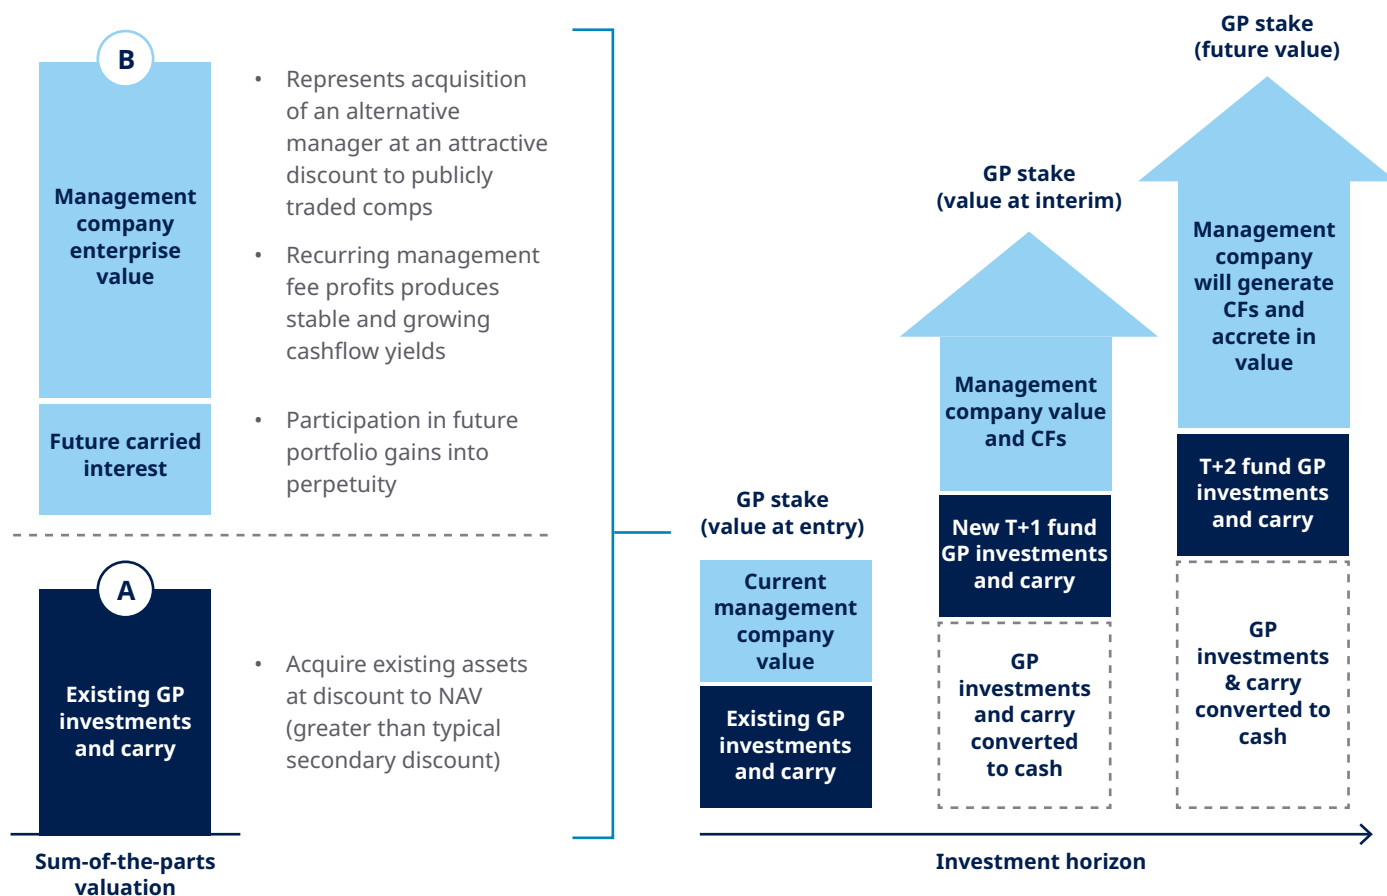 B
Management
company
enterprise
value
Future carried
interest
• Represents acquisition
of an alternative
manager at an attractive
discount to publicly
traded comps
• Recurring management
fee profits produces
stable and growing
cashflow yields
• Participation in future
portfolio gains into
perpetuity
A
Existing GP
investments
and carry
• Acquire existing assets
at discount to NAV
(greater than typical
secondary discount)
Sum-of-the-parts
valuation
GP stake
(value at entry)
Current
management
company
value
Existing GP
investments
and carry
GP stake
(value at interim)
Management
company value
and CFs
New T+1 fund
GP investments
and carry
GP
investments
and carry
converted
to cash
GP stake
(future value)
Management
company
will generate
CFs and
accrete in
value
T+2 fund GP
investments
and carry
GP
investments
& carry
converted to
cash
Investment horizon